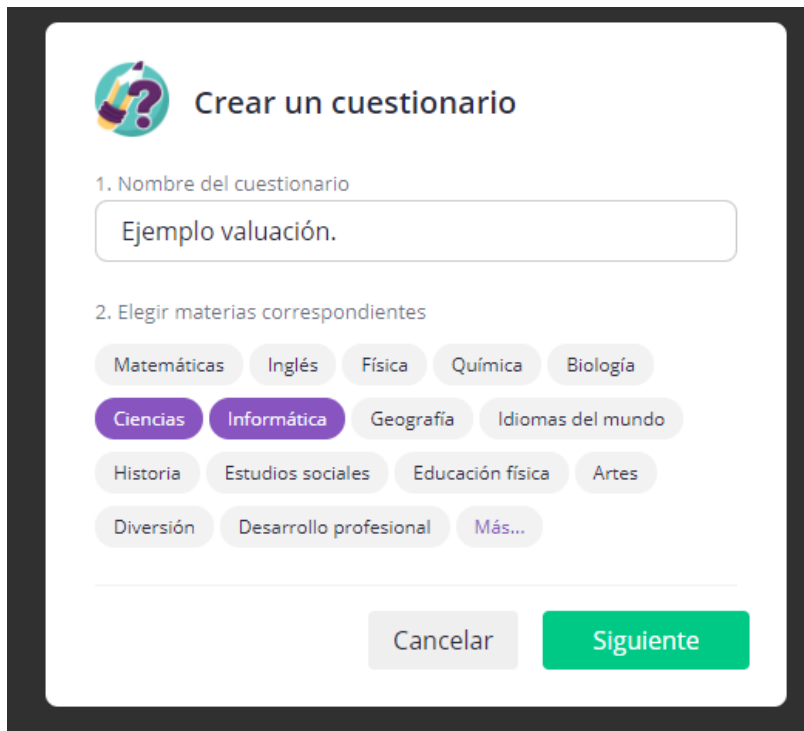 Crear un cuestionario
1. Nombre del cuestionario
Ejemplo valuación.
2. Elegir materias correspondientes
Matemáticas Inglés Física Química Biología
Ciencias Informática Geografía Idiomas del mundo
Historia Estudios sociales Educación física Artes
Diversión Desarrollo profesional Más...
Cancelar Siguiente